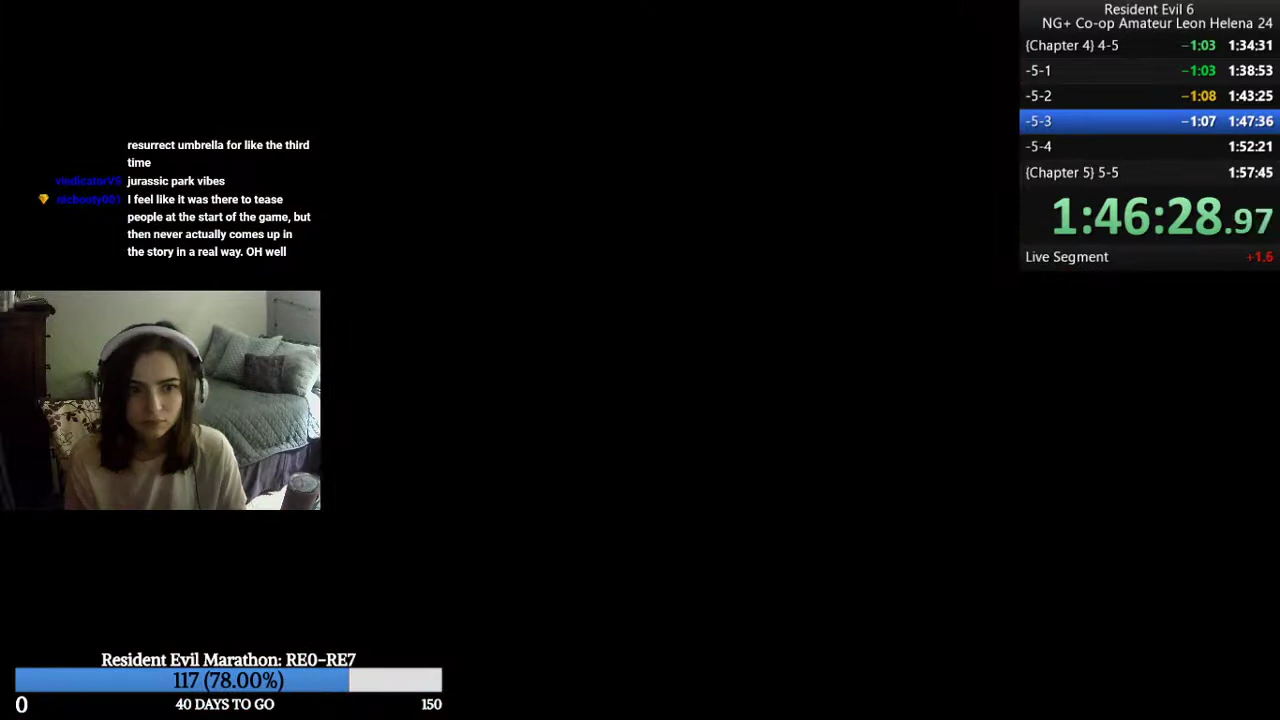 Resident Evil 6
NG+ Co-op Amateur Leon Helena 24
{Chapter 4} 4-5 −1:03 1:34:31
-5-1 −1:03 1:38:53
-5-2 −1:08 1:43:25
-5-3 −1:07 1:47:36
-5-4 1:52:21
{Chapter 5} 5-5 1:57:45
1:46:28.97
Live Segment +1.6
resurrect umbrella for like the third
time
jurassic park vibes
I feel like it was there to tease
people at the start of the game, but
then never actually comes up in
the story in a real way. OH well
Resident Evil Marathon: RE0-RE7
117 (78.00%)
0 40 DAYS TO GO 150